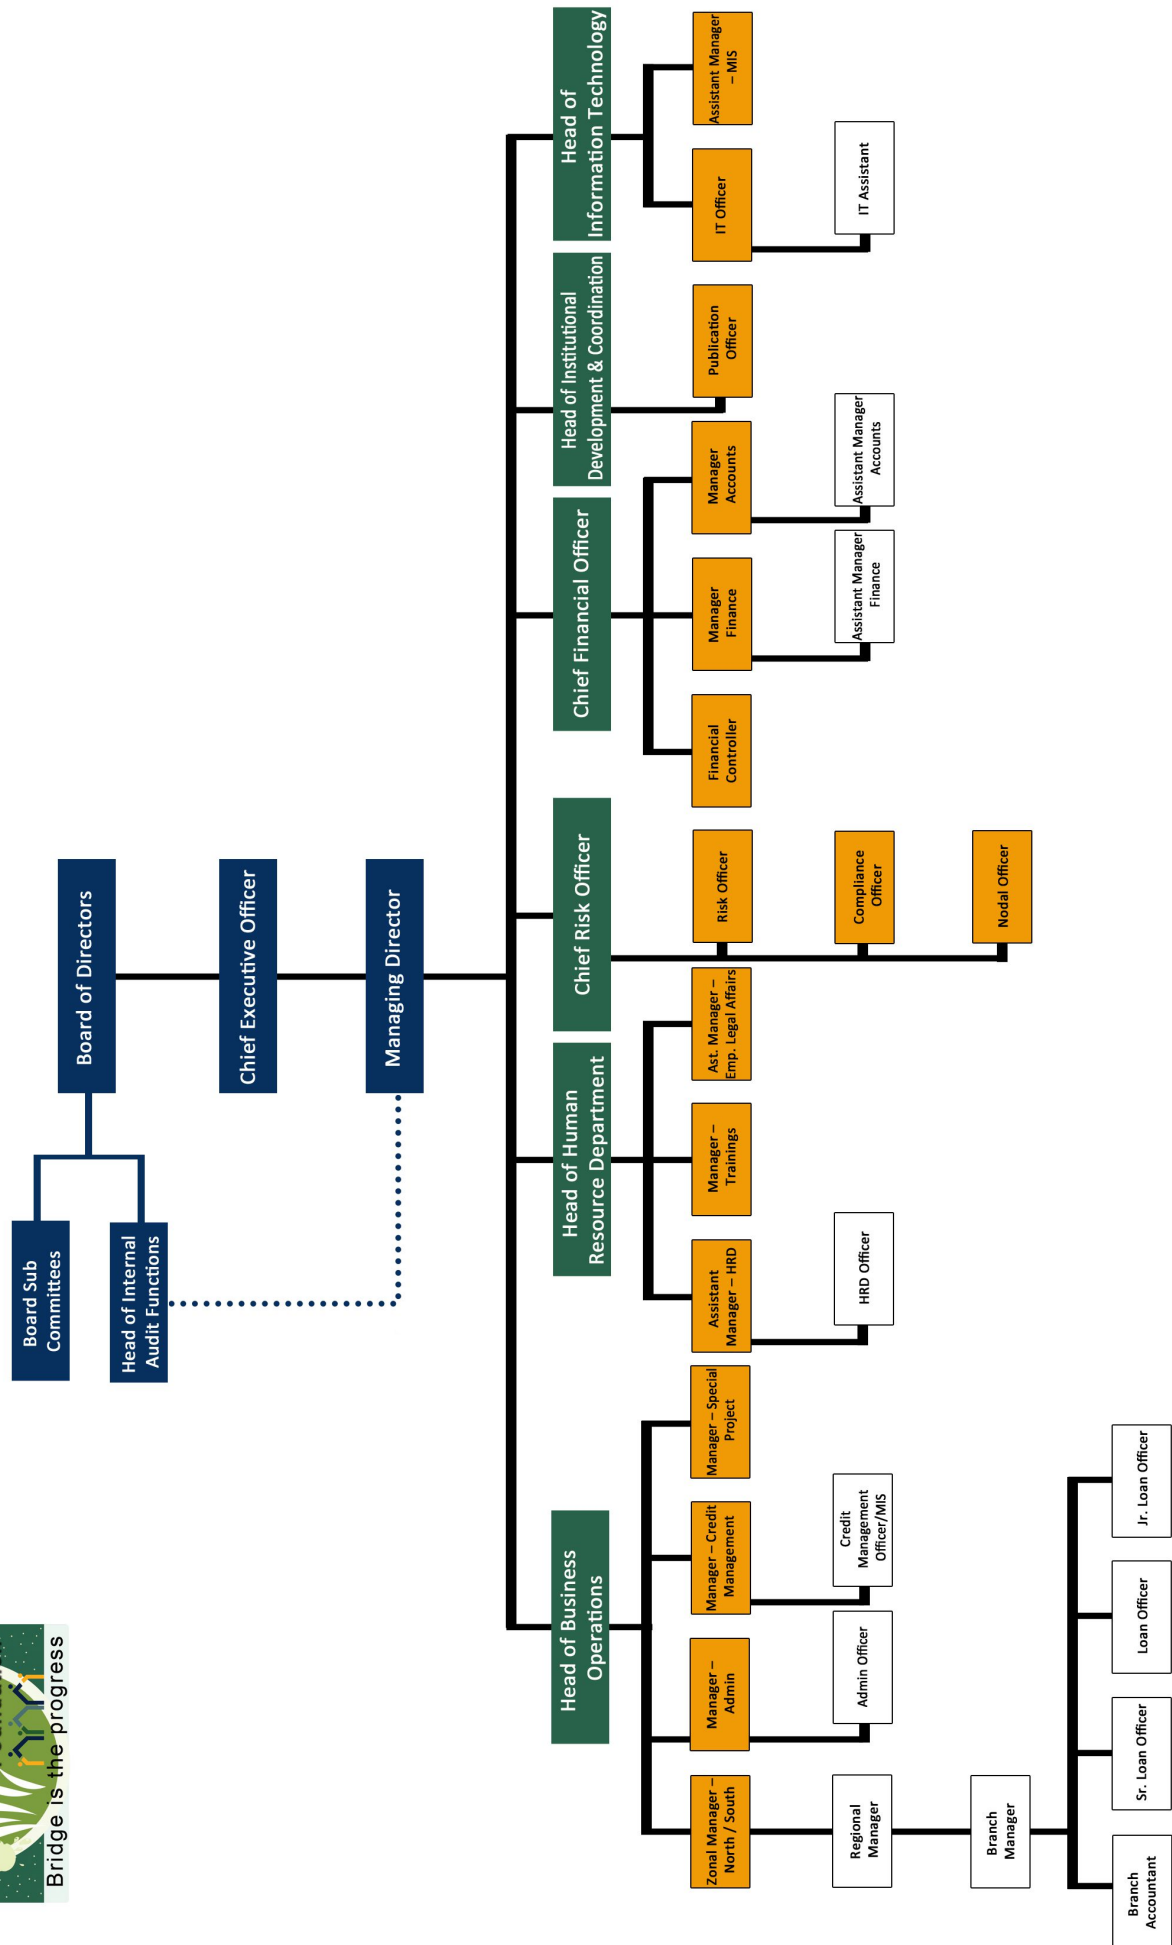 Bridge is the progress
Board Sub
Committees
Head of Internal
Audit Functions
Board of Directors
Chief Executive Officer
Managing Director
Head of Business
Operations
Head of Human
Resource Department
Chief Risk Officer
Chief Financial Officer
Head of Institutional
Development & Coordination
Head of
Information Technology
Zonal Manager –
North / South
Manager –
Admin
Manager – Credit
Management
Manager – Special
Project
Assistant
Manager – HRD
Manager –
Trainings
Ast. Manager –
Emp. Legal Affairs
Risk Officer
Financial
Controller
Manager
Finance
Manager
Accounts
Publication
Officer
IT Officer
Assistant Manager
– MIS
Regional
Manager
Admin Officer
Credit
Management
Officer/MIS
HRD Officer
Compliance
Officer
Assistant Manager
Finance
Assistant Manager
Accounts
IT Assistant
Branch
Manager
Nodal Officer
Branch
Accountant
Sr. Loan Officer
Loan Officer
Jr. Loan Officer